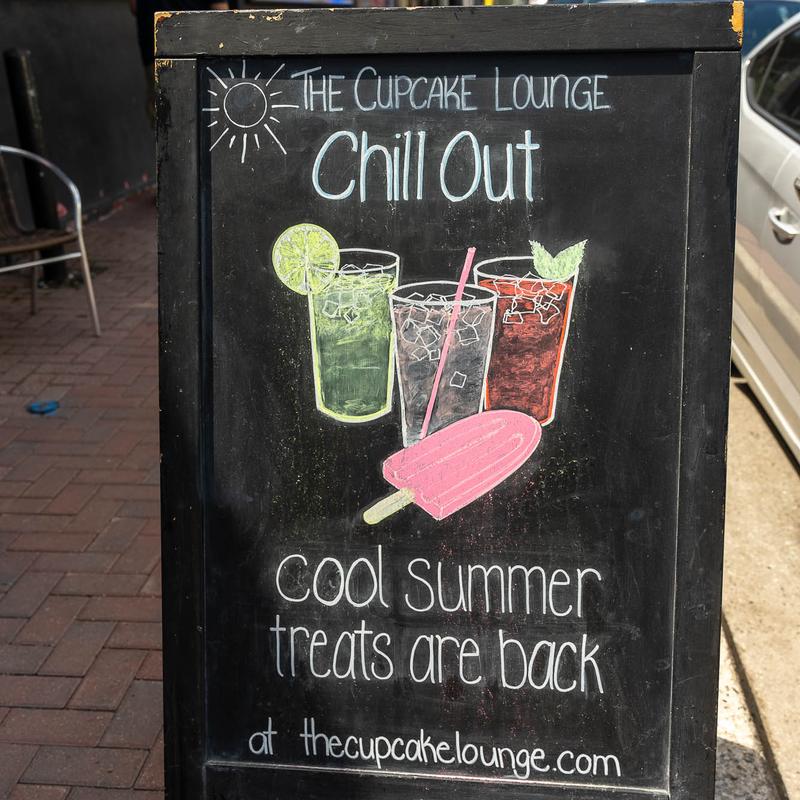 THE CUPCAKE LOUNGE
Chill Out
cool summer
treats are back
at thecupcakelounge.com